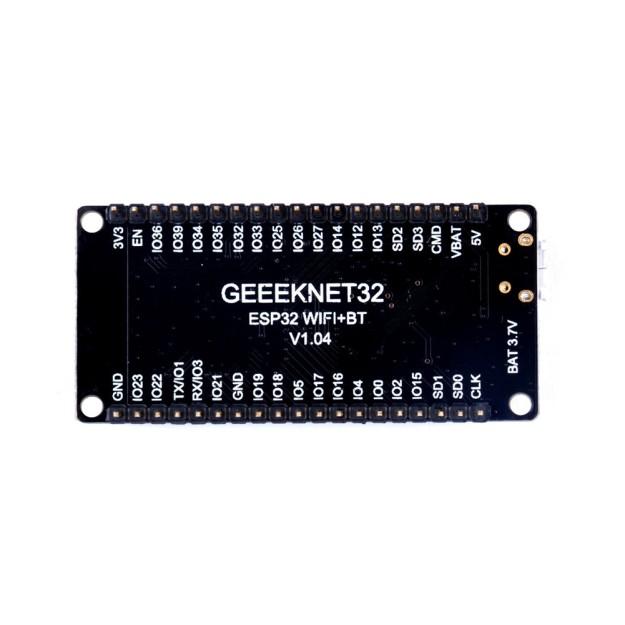 3V3
EN
IO36
IO39
IO34
IO35
IO32
IO33
IO25
IO26
IO27
IO14
IO12
IO13
SD2
SD3
CMD
VBAT
5V
GEEEKNET32
ESP32 WIFI+BT
V1.04
BAT 3.7V
GND
IO23
IO22
TX/IO1
RX/IO3
IO21
GND
IO19
IO18
IO5
IO17
IO16
IO4
IO0
IO2
IO15
SD1
SD0
CLK